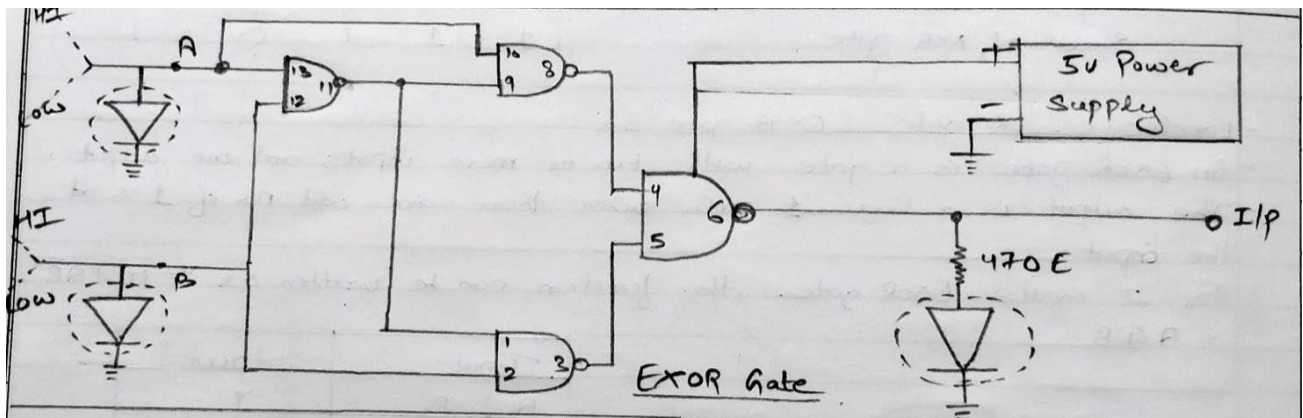 HI
A
LOW
13
12
11
10
9
8
5V Power
Supply
+
-
4
5
6
I/P
HI
B
LOW
470E
1
2
3
EXOR Gate